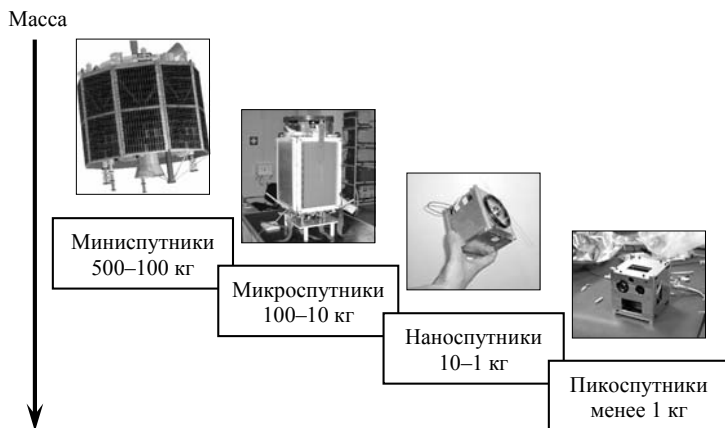 Масса
Миниспутники
500–100 кг
Микроспутники
100–10 кг
Наноспутники
10–1 кг
Пикоспутники
менее 1 кг